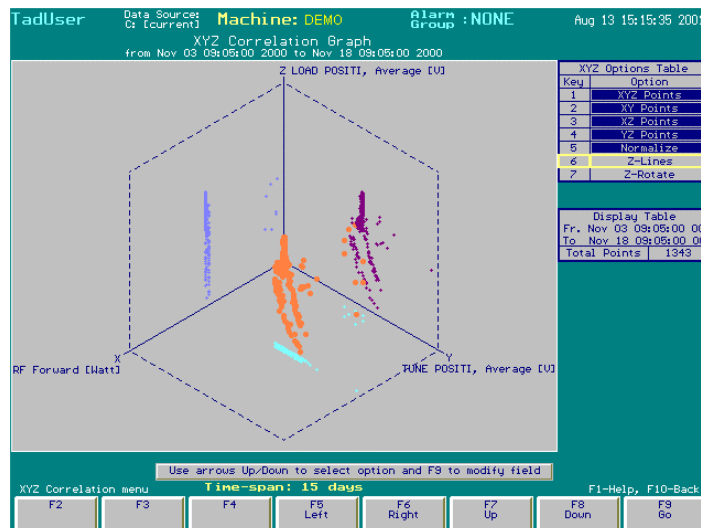 TadUser
Data Source: C: [current]
Machine: DEMO
Alarm Group :NONE
Aug 13 15:15:35 2001
XYZ Correlation Graph
from Nov 03 09:05:00 2000 to Nov 18 09:05:00 2000
Z LOAD POSITI, Average [V]
X
RF Forward [Watt]
Y
TUNE POSITI, Average [V]
XYZ Options Table
Key Option
1 XYZ Points
2 XY Points
3 XZ Points
4 YZ Points
5 Normalize
6 Z-Lines
7 Z-Rotate
Display Table
Fr. Nov 03 09:05:00 00
To Nov 18 09:05:00 00
Total Points 1343
Use arrows Up/Down to select option and F9 to modify field
XYZ Correlation menu
Time-span: 15 days
F1-Help, F10-Back
F2
F3
F4
F5 Left
F6 Right
F7 Up
F8 Down
F9 Go